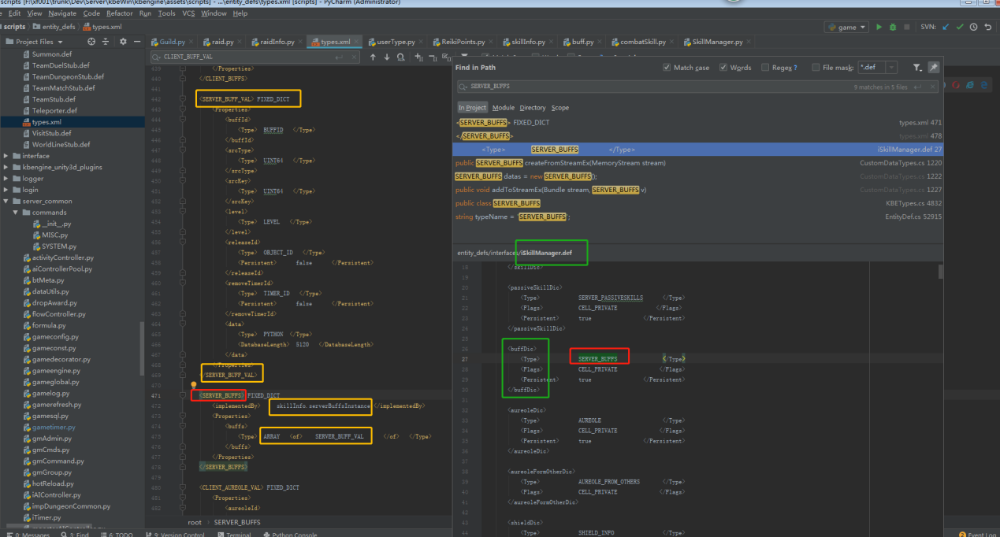 scripts [F:\xf001\trunk\Dev\Server\kbeWin\kbengine\assets\scripts] - ...\entity_defs\types.xml [scripts] - PyCharm (Administrator)
Edit View Navigate Code Refactor Run Tools VCS Window Help
scripts entity_defs types.xml
game SVN:
Project Files
Guild.py raid.py raidInfo.py types.xml userType.py ReikiPoints.py skillInfo.py buff.py combatSkill.py SkillManager.py
Summon.def
TeamDuelStub.def
TeamDungeonStub.def
TeamMatchStub.def
TeamStub.def
Teleporter.def
types.xml
VisitStub.def
WorldLineStub.def
interface
kbengine_unity3d_plugins
logger
login
server_common
commands
__init__.py
MISC.py
SYSTEM.py
activityController.py
aiControllerPool.py
btMeta.py
dataUtils.py
dropAward.py
flowController.py
formula.py
gameconfig.py
gameconst.py
gamedecorator.py
gameengine.py
gameglobal.py
gamelog.py
gamerefresh.py
gamesql.py
gametimer.py
gmAdmin.py
gmCmds.py
gmCommand.py
gmGroup.py
hotReload.py
iAIController.py
impDungeonCommon.py
iTimer.py
CLIENT_BUFF_VAL
439 </Properties>
440 </CLIENT_BUFFS>
441
442 <SERVER_BUFF_VAL> FIXED_DICT
443 <Properties>
444 <buffId>
445 <Type> BUFFID </Type>
446 </buffId>
447 <srcType>
448 <Type> UINT64 </Type>
449 </srcType>
450 <srcKey>
451 <Type> UINT64 </Type>
452 </srcKey>
453 <level>
454 <Type> LEVEL </Type>
455 </level>
456 <releaseId>
457 <Type> OBJECT_ID </Type>
458 <Persistent> false </Persistent>
459 </releaseId>
460 <removeTimerId>
461 <Type> TIMER_ID </Type>
462 <Persistent> false </Persistent>
463 </removeTimerId>
464 <data>
465 <Type> PYTHON </Type>
466 <DatabaseLength> 5120 </DatabaseLength>
467 </data>
468 </Properties>
469 </SERVER_BUFF_VAL>
470
471 <SERVER_BUFFS> FIXED_DICT
472 <implementedBy> skillInfo.serverBuffsInstance </implementedBy>
473 <Properties>
474 <buffs>
475 <Type> ARRAY <of> SERVER_BUFF_VAL </of> </Type>
476 </buffs>
477 </Properties>
478 </SERVER_BUFFS>
479
480 <CLIENT_AUREOLE_VAL> FIXED_DICT
481 <Properties>
482 <aureoleId>
root SERVER_BUFFS
Find in Path
Match case Words Regex ? File mask: *.def
SERVER_BUFFS
9 matches in 5 files
In Project Module Directory Scope
<SERVER_BUFFS> FIXED_DICT types.xml 471
</SERVER_BUFFS> types.xml 478
<Type> SERVER_BUFFS </Type> iSkillManager.def 27
public SERVER_BUFFS createFromStreamEx(MemoryStream stream) CustomDataTypes.cs 1220
SERVER_BUFFS datas = new SERVER_BUFFS(); CustomDataTypes.cs 1222
public void addToStreamEx(Bundle stream, SERVER_BUFFS v) CustomDataTypes.cs 1227
public class SERVER_BUFFS KBETypes.cs 4832
string typeName = "SERVER_BUFFS"; EntityDef.cs 52915
entity_defs/interfaces/iSkillManager.def
18 </skillDic>
19
20 <passiveSkillDic>
21 <Type> SERVER_PASSIVESKILLS </Type>
22 <Flags> CELL_PRIVATE </Flags>
23 <Persistent> true </Persistent>
24 </passiveSkillDic>
25
26 <buffDic>
27 <Type> SERVER_BUFFS </Type>
28 <Flags> CELL_PRIVATE </Flags>
29 <Persistent> true </Persistent>
30 </buffDic>
31
32 <aureoleDic>
33 <Type> AUREOLE </Type>
34 <Flags> CELL_PRIVATE </Flags>
35 <Persistent> true </Persistent>
36 </aureoleDic>
37
38 <aureoleFormOtherDic>
39 <Type> AUREOLE_FROM_OTHERS </Type>
40 <Flags> CELL_PRIVATE </Flags>
41 </aureoleFormOtherDic>
42
43 <shieldDic>
44 <Type> SHIELD_INFO </Type>
0: Messages 3: Find 6: TODO 9: Version Control Terminal Python Console 2 Event Log